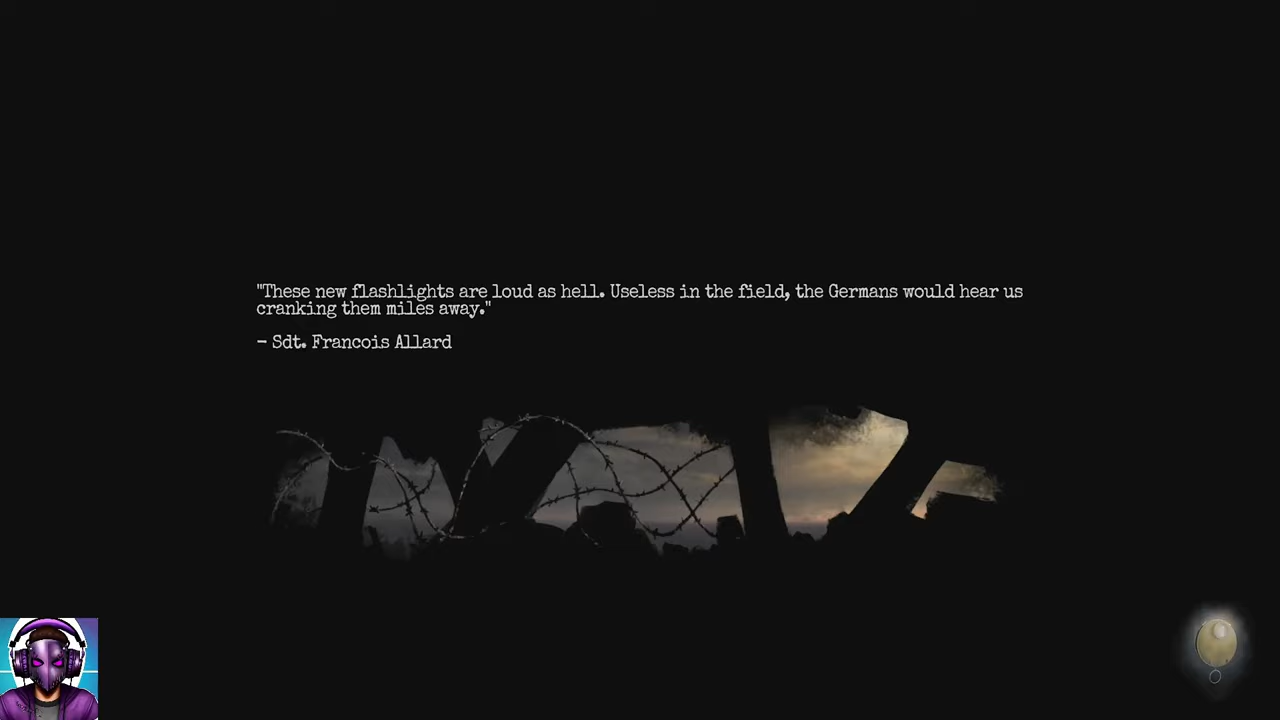 "These new flashlights are loud as hell. Useless in the field, the Germans would hear us
cranking them miles away."
- Sdt. Francois Allard